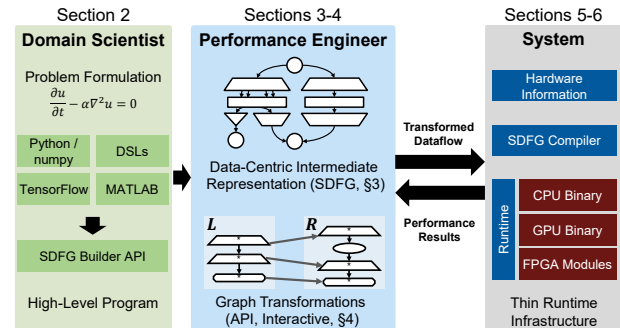 Section 2
Domain Scientist
Problem Formulation
∂u/∂t − α∇²u = 0
Python / numpy
DSLs
TensorFlow
MATLAB
SDFG Builder API
High-Level Program
Sections 3-4
Performance Engineer
Data-Centric Intermediate
Representation (SDFG, §3)
L
R
Graph Transformations
(API, Interactive, §4)
Transformed
Dataflow
Performance
Results
Sections 5-6
System
Hardware
Information
SDFG Compiler
Runtime
CPU Binary
GPU Binary
FPGA Modules
Thin Runtime
Infrastructure